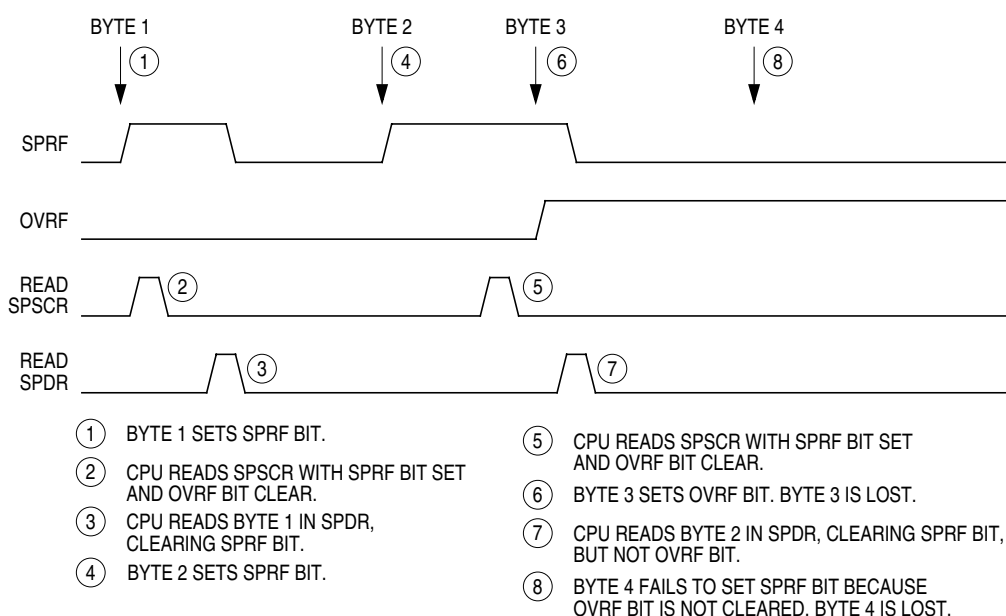 BYTE 1
BYTE 2
BYTE 3
BYTE 4
1
4
6
8
SPRF
OVRF
READ
SPSCR
2
5
READ
SPDR
3
7
1 BYTE 1 SETS SPRF BIT.
2 CPU READS SPSCR WITH SPRF BIT SET
AND OVRF BIT CLEAR.
3 CPU READS BYTE 1 IN SPDR,
CLEARING SPRF BIT.
4 BYTE 2 SETS SPRF BIT.
5 CPU READS SPSCR WITH SPRF BIT SET
AND OVRF BIT CLEAR.
6 BYTE 3 SETS OVRF BIT. BYTE 3 IS LOST.
7 CPU READS BYTE 2 IN SPDR, CLEARING SPRF BIT,
BUT NOT OVRF BIT.
8 BYTE 4 FAILS TO SET SPRF BIT BECAUSE
OVRF BIT IS NOT CLEARED. BYTE 4 IS LOST.